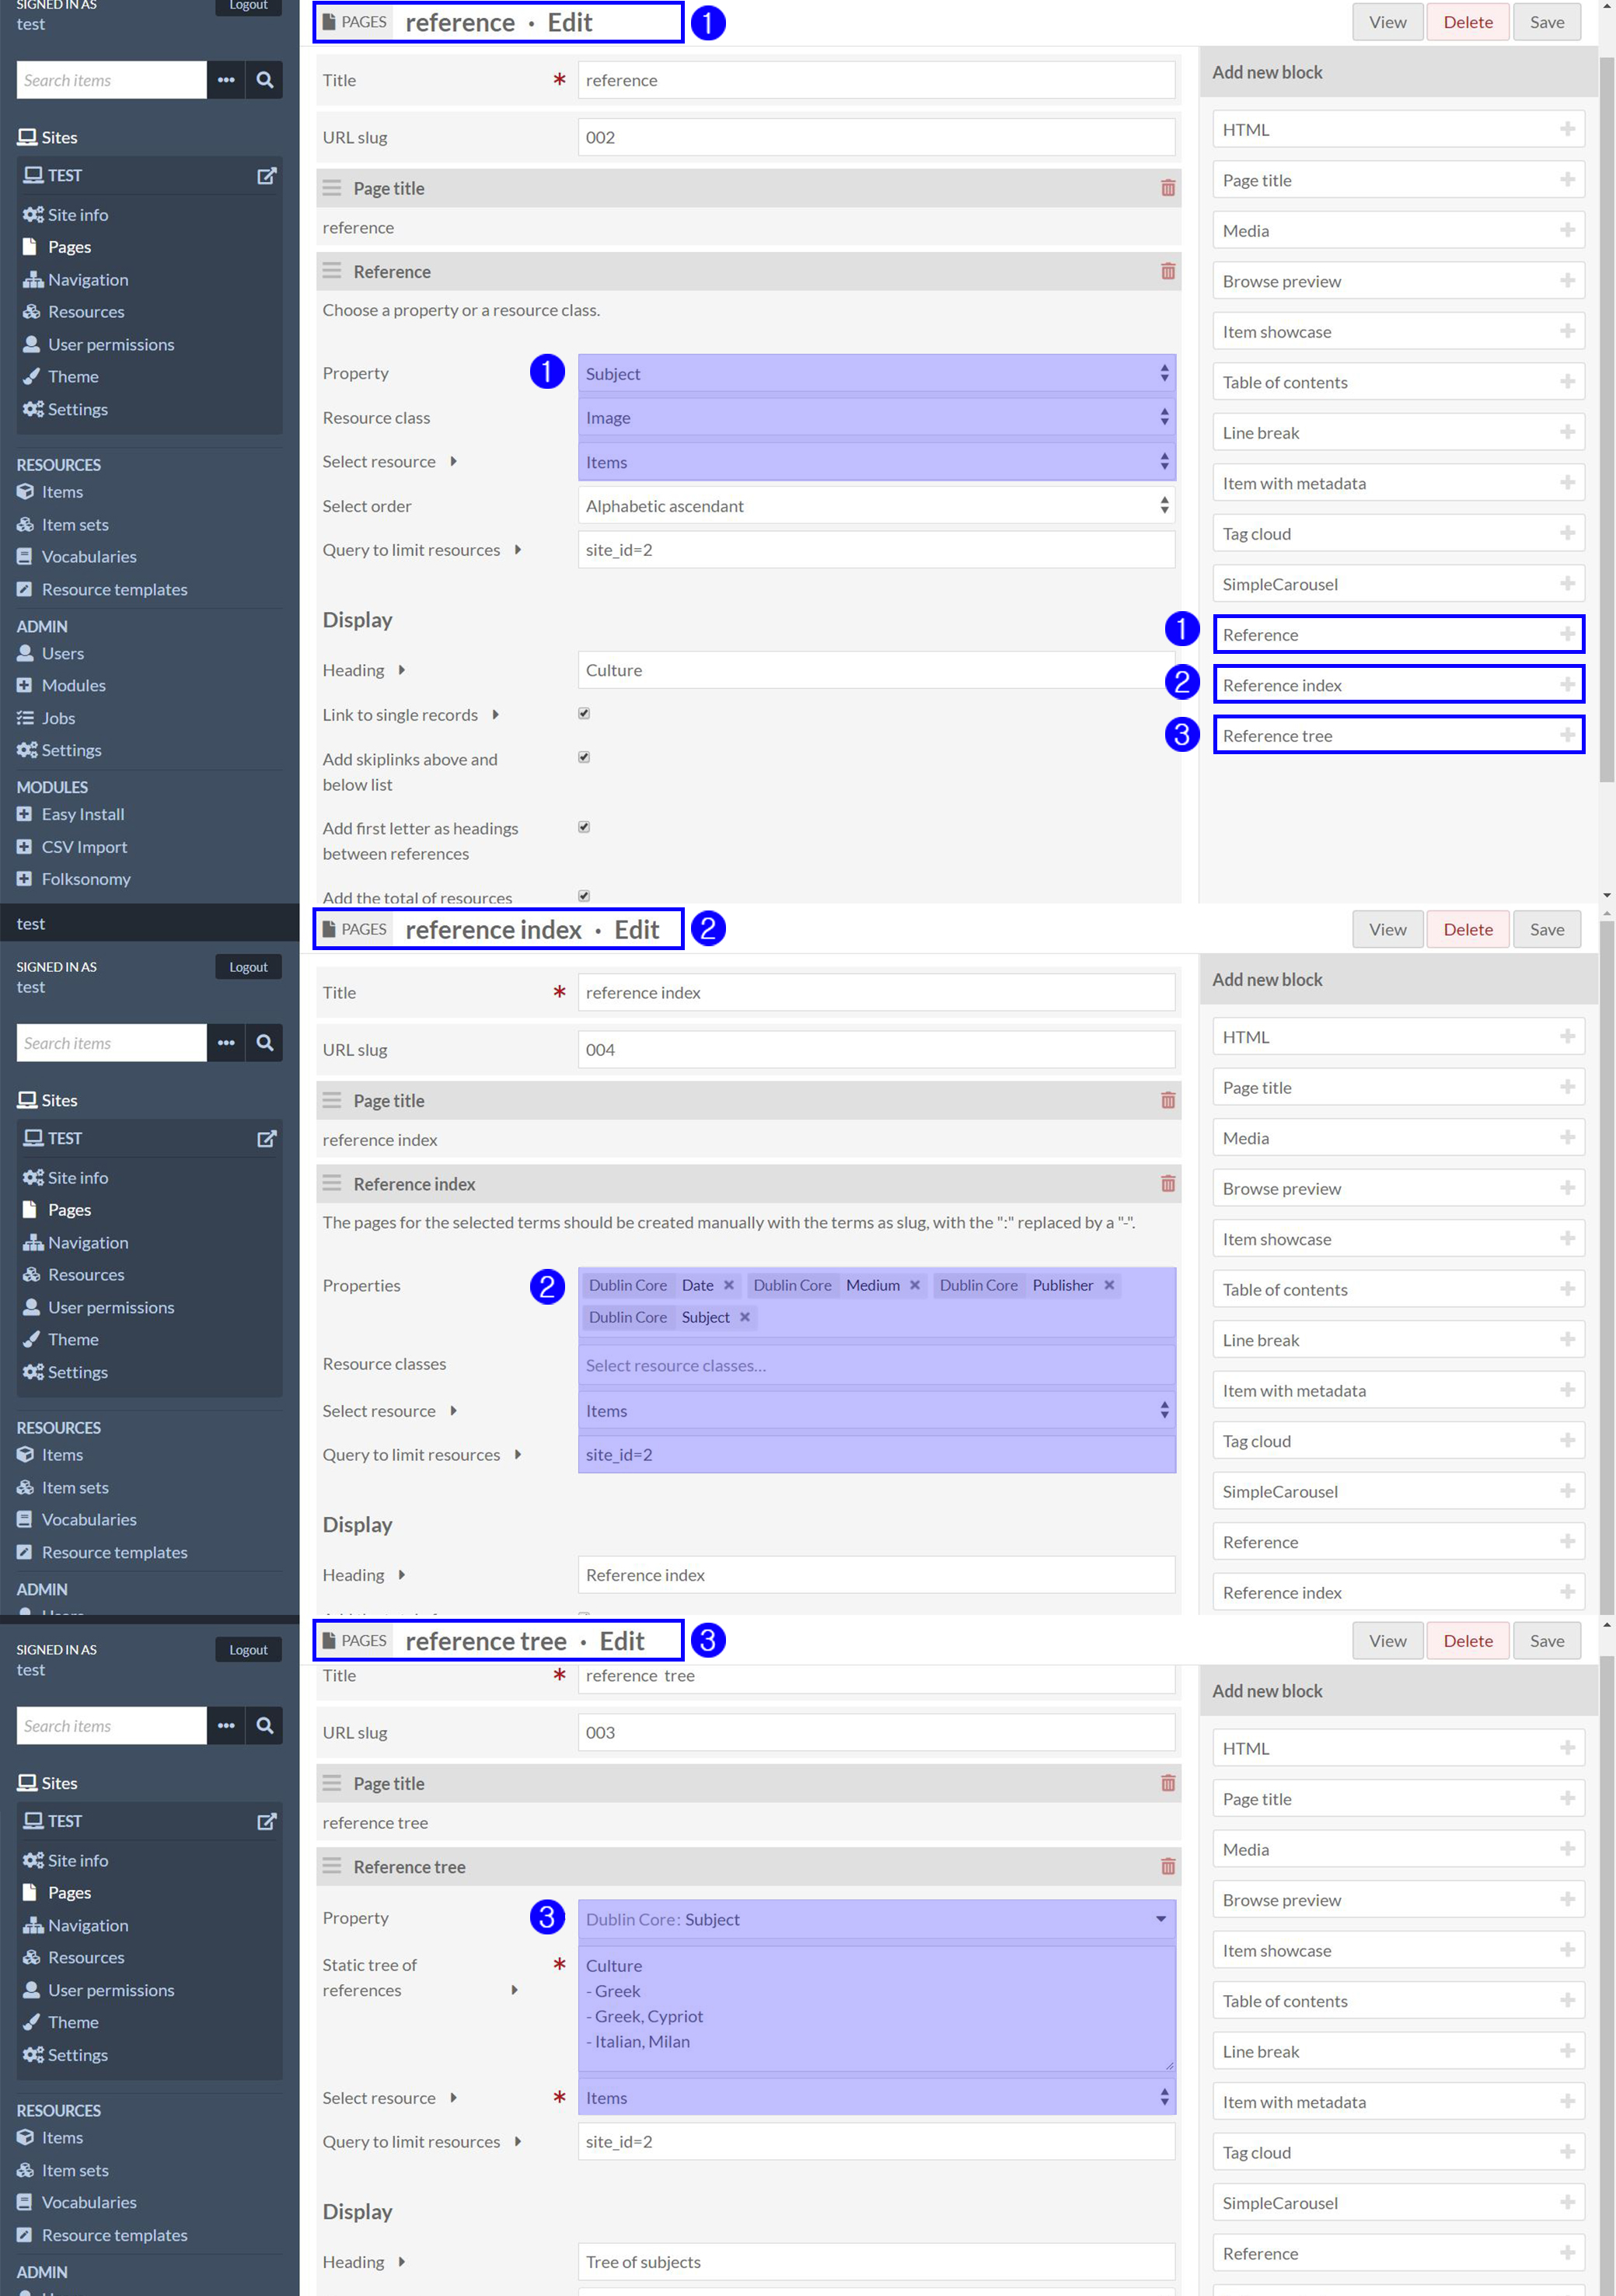 SIGNED IN AS
Logout
test
Search items
Sites
TEST
Site info
Pages
Navigation
Resources
User permissions
Theme
Settings
RESOURCES
Items
Item sets
Vocabularies
Resource templates
ADMIN
Users
Modules
Jobs
Settings
MODULES
Easy Install
CSV Import
Folksonomy
PAGES reference · Edit 1
View Delete Save
Title * reference
URL slug 002
Page title
reference
Reference
Choose a property or a resource class.
Property 1 Subject
Resource class Image
Select resource Items
Select order Alphabetic ascendant
Query to limit resources site_id=2
Display
Heading Culture
Link to single records
Add skiplinks above and
below list
Add first letter as headings
between references
Add the total of resources
Add new block
HTML
Page title
Media
Browse preview
Item showcase
Table of contents
Line break
Item with metadata
Tag cloud
SimpleCarousel
1 Reference
2 Reference index
3 Reference tree
test
SIGNED IN AS
Logout
test
Search items
Sites
TEST
Site info
Pages
Navigation
Resources
User permissions
Theme
Settings
RESOURCES
Items
Item sets
Vocabularies
Resource templates
ADMIN
Users
PAGES reference index · Edit 2
View Delete Save
Title * reference index
URL slug 004
Page title
reference index
Reference index
The pages for the selected terms should be created manually with the terms as slug, with the ":" replaced by a "-".
Properties 2 Dublin Core Date × Dublin Core Medium × Dublin Core Publisher ×
Dublin Core Subject ×
Resource classes Select resource classes...
Select resource Items
Query to limit resources site_id=2
Display
Heading Reference index
Add new block
HTML
Page title
Media
Browse preview
Item showcase
Table of contents
Line break
Item with metadata
Tag cloud
SimpleCarousel
Reference
Reference index
SIGNED IN AS
Logout
test
Search items
Sites
TEST
Site info
Pages
Navigation
Resources
User permissions
Theme
Settings
RESOURCES
Items
Item sets
Vocabularies
Resource templates
ADMIN
PAGES reference tree · Edit 3
View Delete Save
Title * reference tree
URL slug 003
Page title
reference tree
Reference tree
Property 3 Dublin Core: Subject
Static tree of
references
*
Culture
- Greek
- Greek, Cypriot
- Italian, Milan
Select resource * Items
Query to limit resources site_id=2
Display
Heading Tree of subjects
Add new block
HTML
Page title
Media
Browse preview
Item showcase
Table of contents
Line break
Item with metadata
Tag cloud
SimpleCarousel
Reference